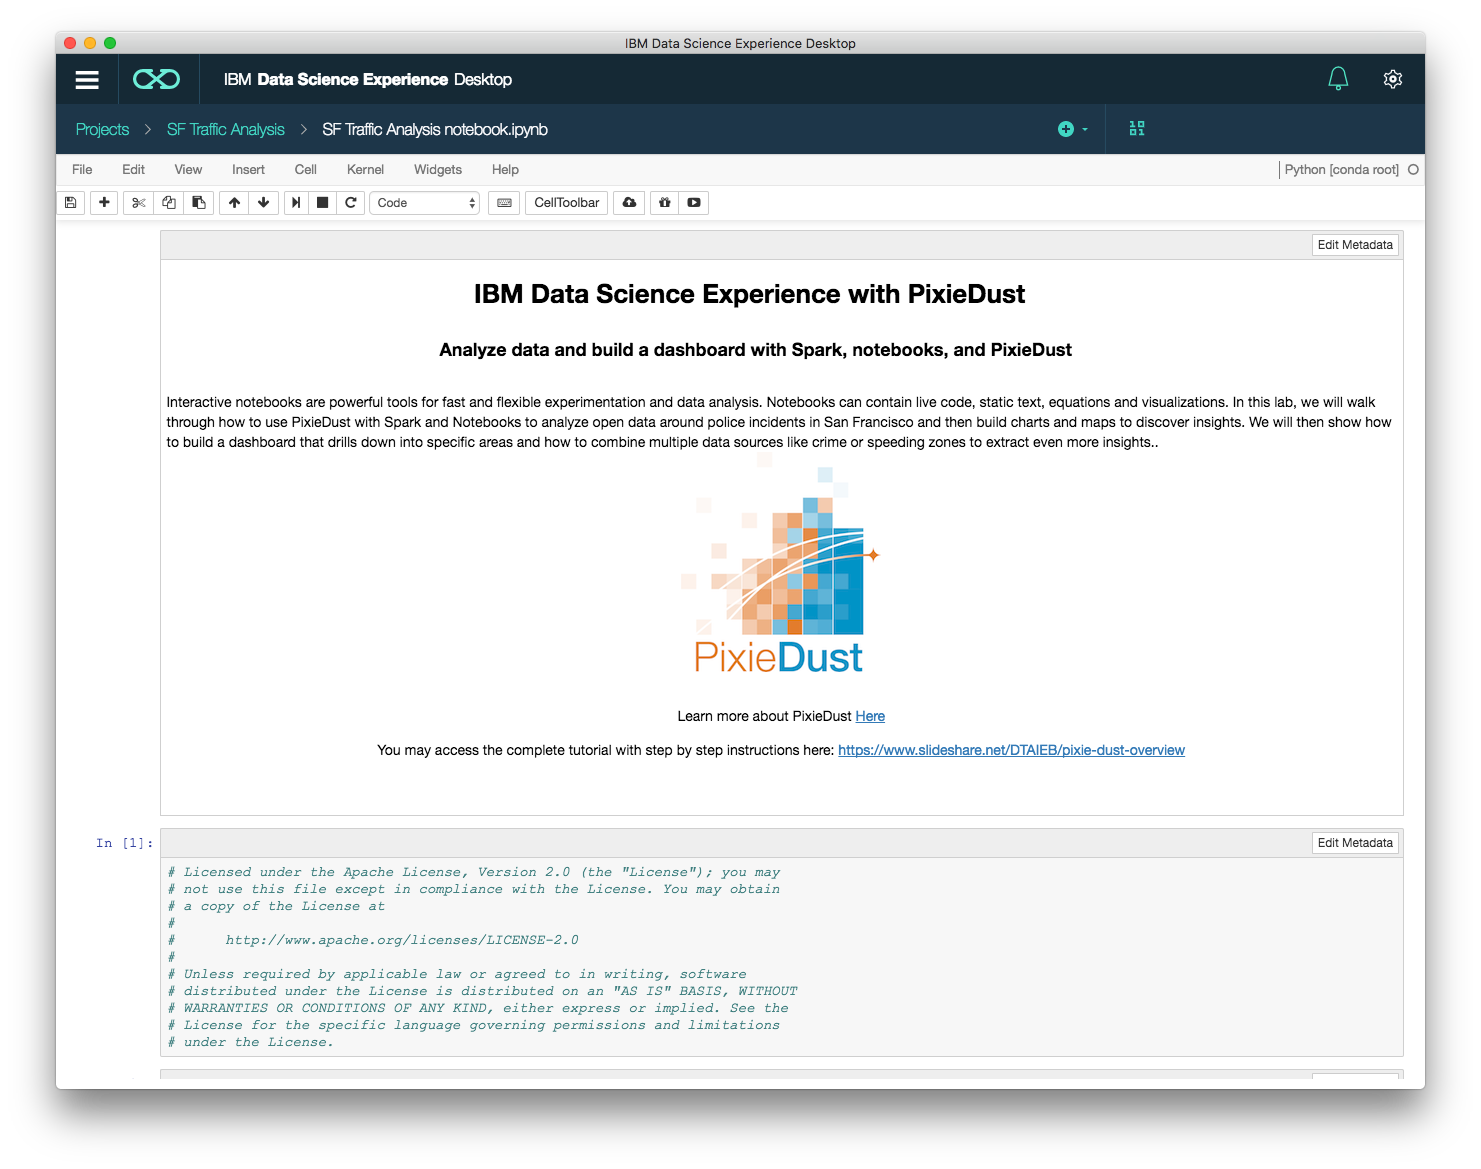 IBM Data Science Experience Desktop
IBM Data Science Experience Desktop
Projects > SF Traffic Analysis > SF Traffic Analysis notebook.ipynb
File Edit View Insert Cell Kernel Widgets Help Python [conda root]
Code CellToolbar
Edit Metadata
IBM Data Science Experience with PixieDust
Analyze data and build a dashboard with Spark, notebooks, and PixieDust
Interactive notebooks are powerful tools for fast and flexible experimentation and data analysis. Notebooks can contain live code, static text, equations and visualizations. In this lab, we will walk
through how to use PixieDust with Spark and Notebooks to analyze open data around police incidents in San Francisco and then build charts and maps to discover insights. We will then show how
to build a dashboard that drills down into specific areas and how to combine multiple data sources like crime or speeding zones to extract even more insights..
PixieDust
Learn more about PixieDust Here
You may access the complete tutorial with step by step instructions here: https://www.slideshare.net/DTAIEB/pixie-dust-overview
In [1]:
Edit Metadata
# Licensed under the Apache License, Version 2.0 (the "License"); you may
# not use this file except in compliance with the License. You may obtain
# a copy of the License at
#
# http://www.apache.org/licenses/LICENSE-2.0
#
# Unless required by applicable law or agreed to in writing, software
# distributed under the License is distributed on an "AS IS" BASIS, WITHOUT
# WARRANTIES OR CONDITIONS OF ANY KIND, either express or implied. See the
# License for the specific language governing permissions and limitations
# under the License.